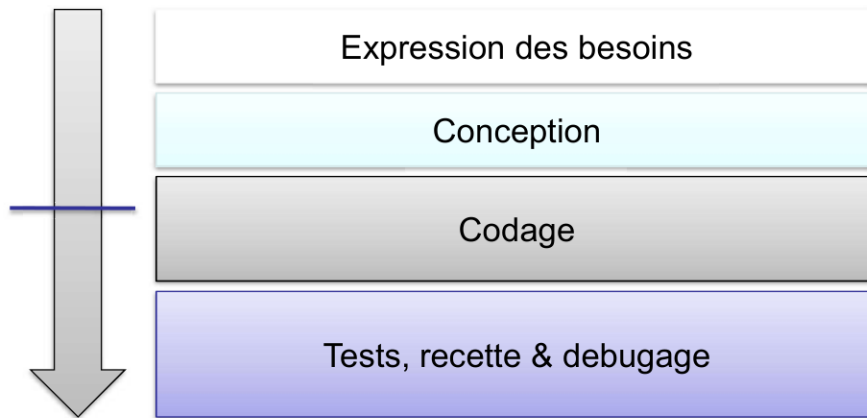 Expression des besoins
Conception
Codage
Tests, recette & debugage